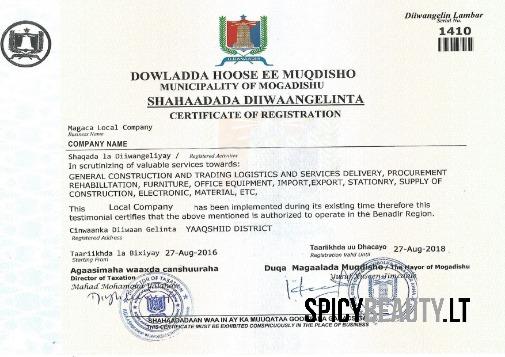 Diiwangelin Lambar
Serial No.
1410
DOWLADDA HOOSE EE MUQDISHO
MUNICIPALITY OF MOGADISHU
SHAHAADADA DIIWAANGELINTA
CERTIFICATE OF REGISTRATION
Magaca Local Company
Business Name
COMPANY NAME
Shaqada la Diiwangeliyay / Registered Activities
In scrutinizing of valuable services towards:
GENERAL CONSTRUCTION AND TRADING LOGISTICS AND SERVICES DELIVERY, PROCUREMENT
REHABILLTATION, FURNITURE, OFFICE EQUIPMENT, IMPORT,EXPORT, STATIONRY, SUPPLY OF
CONSTRUCTION, ELECTRONIC, MATERIAL, ETC,
This Local Company has been implemented during its existing time therefore this
testimonial certifies that the above mentioned is authorized to operate in the Benadir Region.
Cinwaanka Diiwaan Gelinta YAAQSHIID DISTRICT
Registered Address
Taariikhda la Bixiyay 27-Aug-2016
Starting From
Taariikhda uu Dhacayo 27-Aug-2018
Registration Valid Until
Agaasimaha waaxda canshuuraha
Director of Taxation
Duqa Magaalada Muqdisho / The Mayor of Mogadishu
SPICYBEAUTY.LT
SHAHAADADAAN WAA IN AY KA MUUQATAA
THIS CERTIFICATE MUST BE EXHIBITED CONSPICUOUSLY IN THE PLACE OF BUSINESS